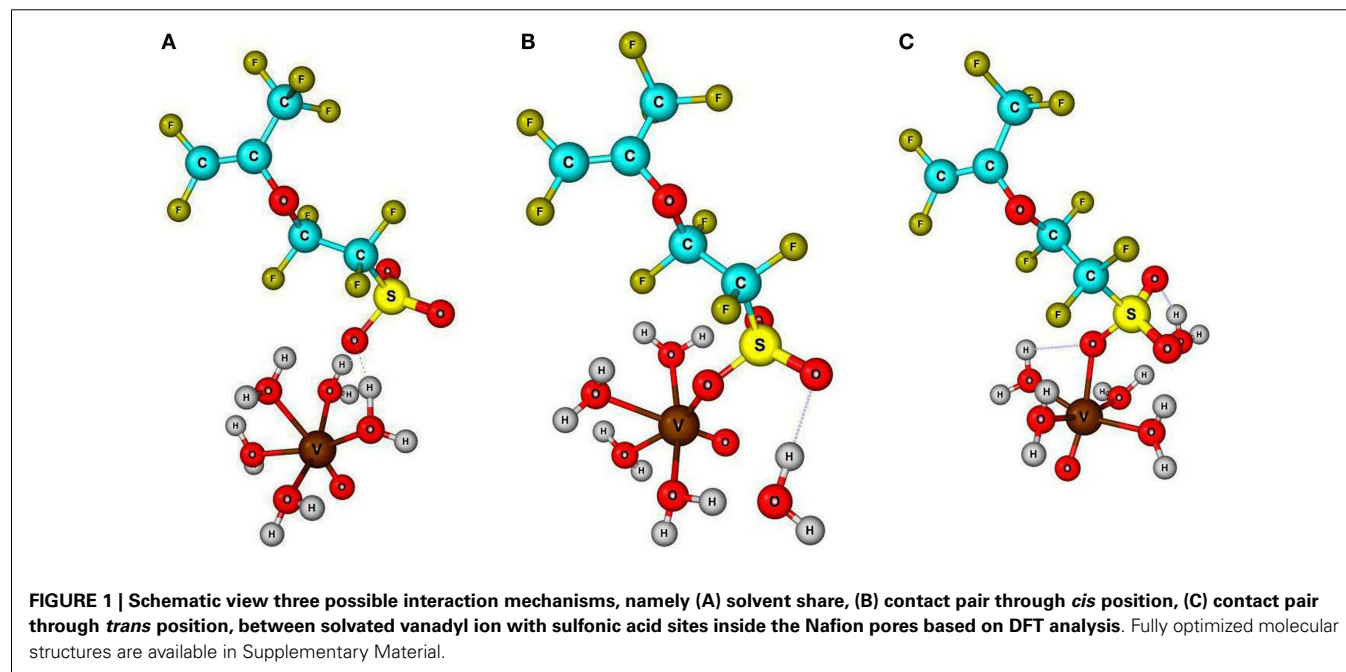 A
F
F
C
F
F
C
C
F
O
F
F
C
C
O
F
F
S
O
O
H
H
O
H
O
H
H
H
O
O
V
H
H
O
O
H
H
B
F
C
F
F
C
C
F
O
F
F
C
F
F
C
F
O
S
H
H
O
H
O
O
O
H
V
H
O
O
H
H
O
H
H
O
H
H
C
F
F
F
C
F
C
C
F
O
F
C
F
F
C
O
F
S
H
O
O
O
H
O
H
O
H
H
O
V
O
H
H
O
H
FIGURE 1 | Schematic view three possible interaction mechanisms, namely (A) solvent share, (B) contact pair through cis position, (C) contact pair
through trans position, between solvated vanadyl ion with sulfonic acid sites inside the Nafion pores based on DFT analysis. Fully optimized molecular
structures are available in Supplementary Material.